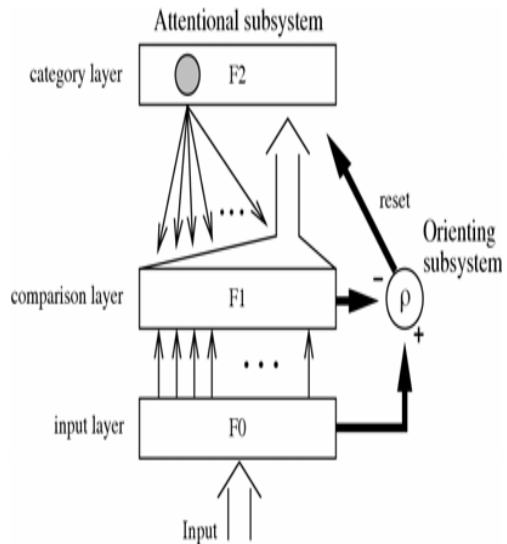 Attentional subsystem
category layer
F2
reset
Orienting
subsystem
comparison layer
F1
−
ρ
+
input layer
F0
Input